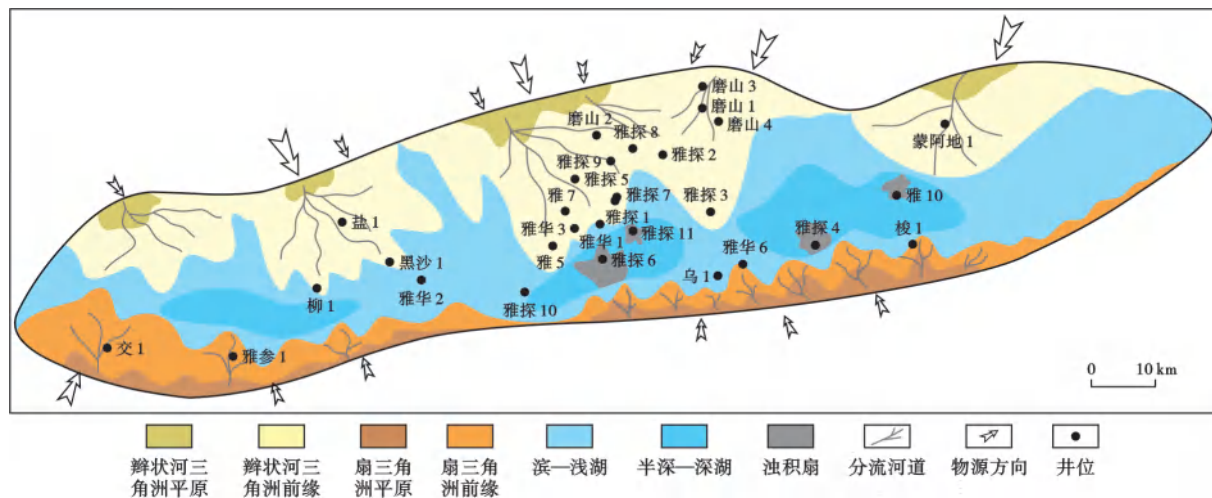 磨山3
磨山1
磨山4
磨山2
雅探8
雅探2
蒙阿地1
雅探9
雅探5
雅7
雅探7
雅探3
雅10
盐1
雅华3
雅探1
雅华1
雅探11
雅探4
梭1
雅5
雅探6
雅华6
黑沙1
乌1
柳1
雅华2
雅探10
交1
雅参1
0 10 km
辫状河三角洲平原
辫状河三角洲前缘
扇三角洲平原
扇三角洲前缘
滨—浅湖
半深—深湖
浊积扇
分流河道
物源方向
井位